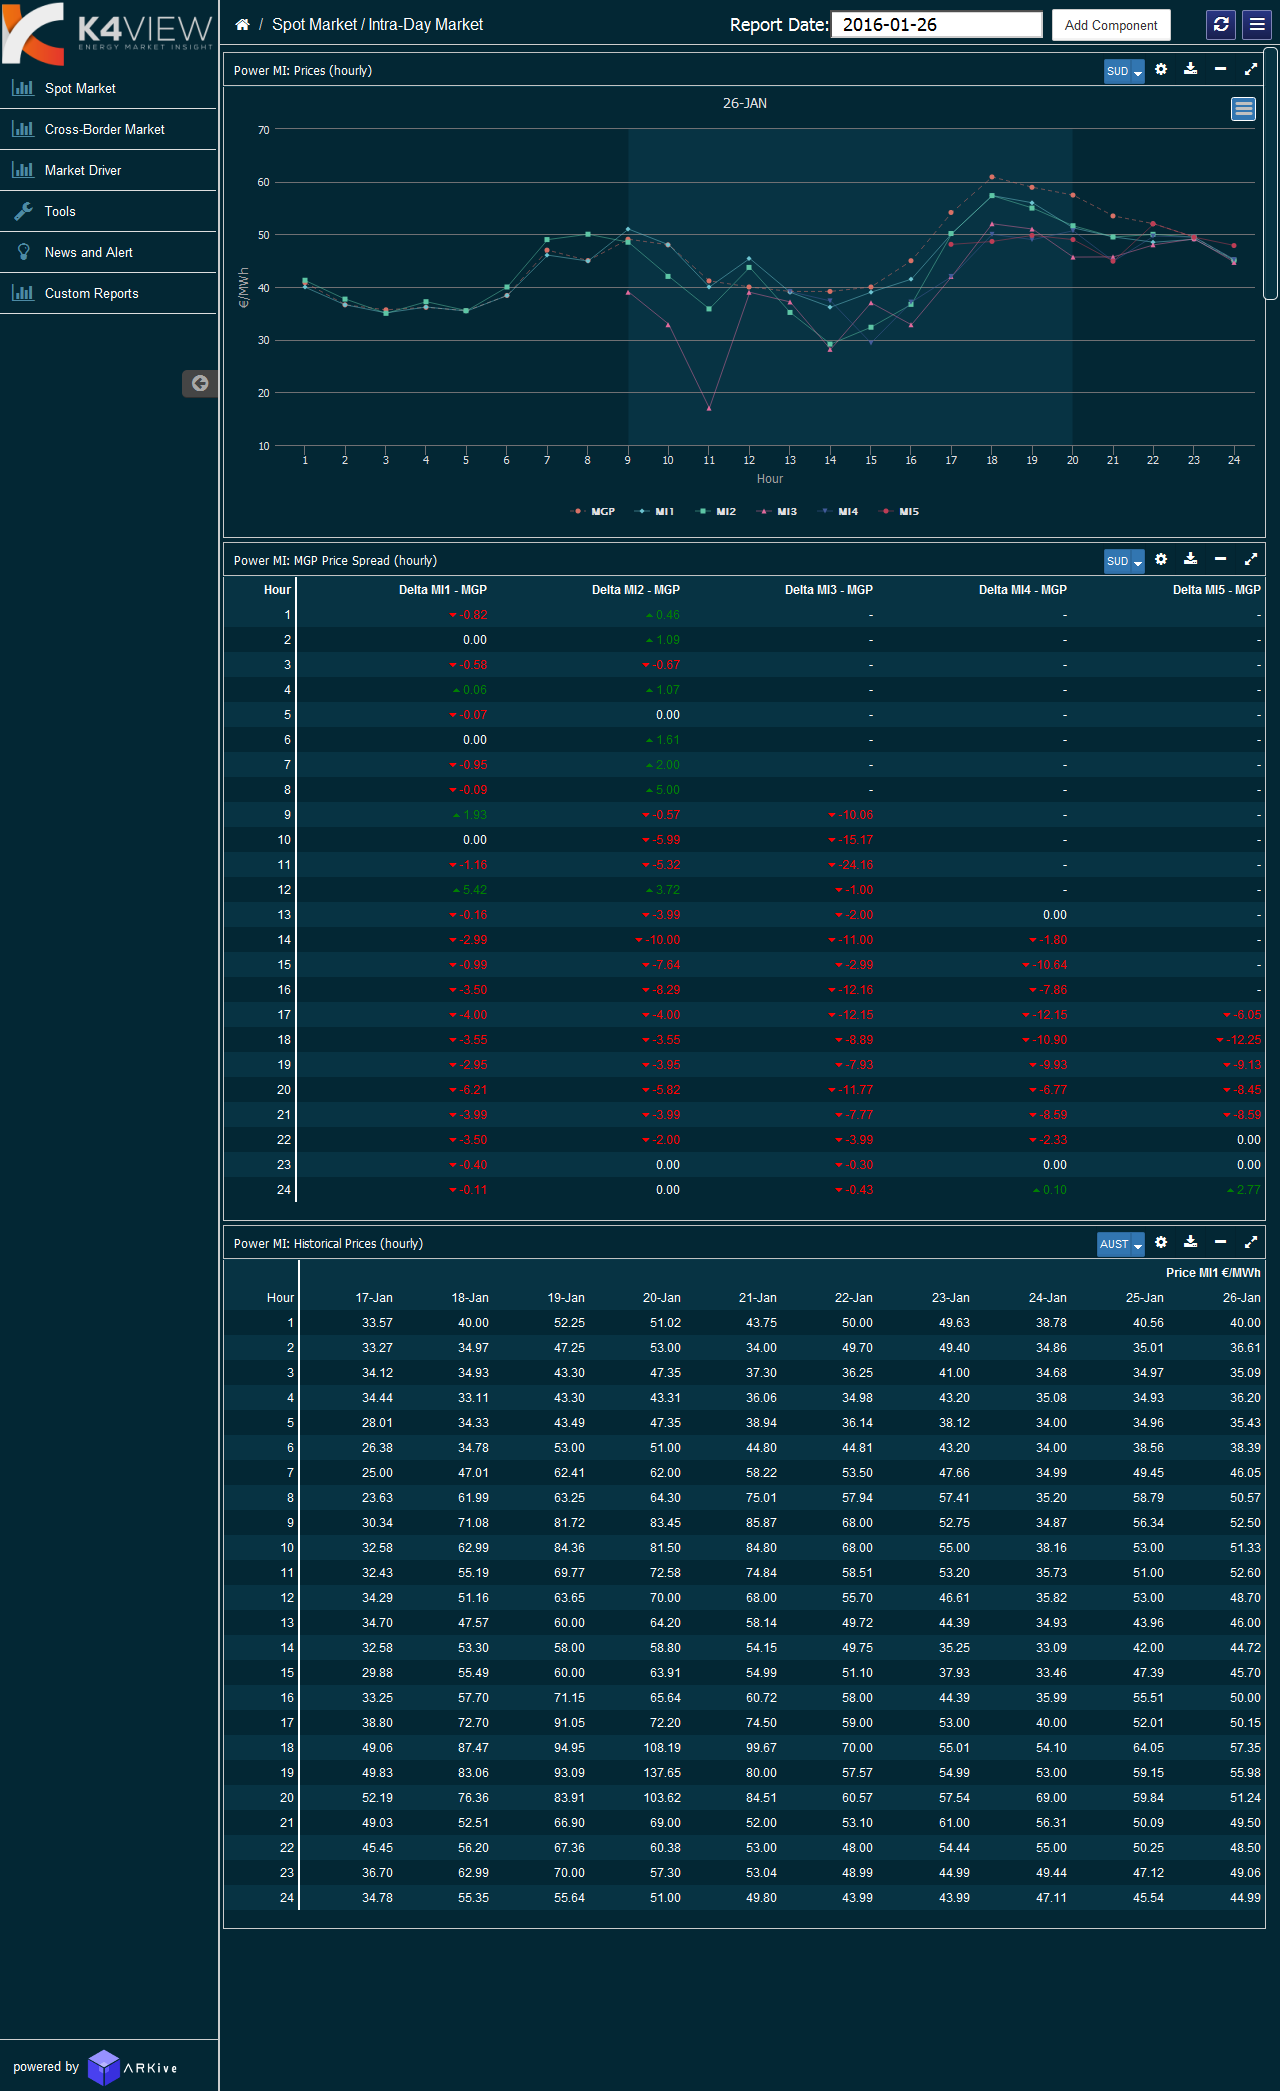 K4VIEW
ENERGY MARKET INSIGHT
/ Spot Market / Intra-Day Market
Report Date: 2016-01-26 Add Component
Spot Market
Cross-Border Market
Market Driver
Tools
News and Alert
Custom Reports
Power MI: Prices (hourly) SUD
26-JAN
€/MWh
70
60
50
40
30
20
10
1 2 3 4 5 6 7 8 9 10 11 12 13 14 15 16 17 18 19 20 21 22 23 24
Hour
MGP MI1 MI2 MI3 MI4 MI5
Power MI: MGP Price Spread (hourly) SUD
Hour Delta MI1 - MGP Delta MI2 - MGP Delta MI3 - MGP Delta MI4 - MGP Delta MI5 - MGP
1 -0.82 0.46 - - -
2 0.00 1.09 - - -
3 -0.58 -0.67 - - -
4 0.06 1.07 - - -
5 -0.07 0.00 - - -
6 0.00 1.61 - - -
7 -0.95 2.00 - - -
8 -0.09 5.00 - - -
9 1.93 -0.57 -10.06 - -
10 0.00 -5.99 -15.17 - -
11 -1.16 -5.32 -24.16 - -
12 5.42 3.72 -1.00 - -
13 -0.16 -3.99 -2.00 0.00 -
14 -2.99 -10.00 -11.00 -1.80 -
15 -0.99 -7.64 -2.99 -10.64 -
16 -3.50 -8.29 -12.16 -7.86 -
17 -4.00 -4.00 -12.15 -12.15 -6.05
18 -3.55 -3.55 -8.89 -10.90 -12.25
19 -2.95 -3.95 -7.93 -9.93 -9.13
20 -6.21 -5.82 -11.77 -6.77 -8.45
21 -3.99 -3.99 -7.77 -8.59 -8.59
22 -3.50 -2.00 -3.99 -2.33 0.00
23 -0.40 0.00 -0.30 0.00 0.00
24 -0.11 0.00 -0.43 0.10 2.77
Power MI: Historical Prices (hourly) AUST
Price MI1 €/MWh
Hour 17-Jan 18-Jan 19-Jan 20-Jan 21-Jan 22-Jan 23-Jan 24-Jan 25-Jan 26-Jan
1 33.57 40.00 52.25 51.02 43.75 50.00 49.63 38.78 40.56 40.00
2 33.27 34.97 47.25 53.00 34.00 49.70 49.40 34.86 35.01 36.61
3 34.12 34.93 43.30 47.35 37.30 36.25 41.00 34.68 34.97 35.09
4 34.44 33.11 43.30 43.31 36.06 34.98 43.20 35.08 34.93 36.20
5 28.01 34.33 43.49 47.35 38.94 36.14 38.12 34.00 34.96 35.43
6 26.38 34.78 53.00 51.00 44.80 44.81 43.20 34.00 38.56 38.39
7 25.00 47.01 62.41 62.00 58.22 53.50 47.66 34.99 49.45 46.05
8 23.63 61.99 63.25 64.30 75.01 57.94 57.41 35.20 58.79 50.57
9 30.34 71.08 81.72 83.45 85.87 68.00 52.75 34.87 56.34 52.50
10 32.58 62.99 84.36 81.50 84.80 68.00 55.00 38.16 53.00 51.33
11 32.43 55.19 69.77 72.58 74.84 58.51 53.20 35.73 51.00 52.60
12 34.29 51.16 63.65 70.00 68.00 55.70 46.61 35.82 53.00 48.70
13 34.70 47.57 60.00 64.20 58.14 49.72 44.39 34.93 43.96 46.00
14 32.58 53.30 58.00 58.80 54.15 49.75 35.25 33.09 42.00 44.72
15 29.88 55.49 60.00 63.91 54.99 51.10 37.93 33.46 47.39 45.70
16 33.25 57.70 71.15 65.64 60.72 58.00 44.39 35.99 55.51 50.00
17 38.80 72.70 91.05 72.20 74.50 59.00 53.00 40.00 52.01 50.15
18 49.06 87.47 94.95 108.19 99.67 70.00 55.01 54.10 64.05 57.35
19 49.83 83.06 93.09 137.65 80.00 57.57 54.99 53.00 59.15 55.98
20 52.19 76.36 83.91 103.62 84.51 60.57 57.54 69.00 59.84 51.24
21 49.03 52.51 66.90 69.00 52.00 53.10 61.00 56.31 50.09 49.50
22 45.45 56.20 67.36 60.38 53.00 48.00 54.44 55.00 50.25 48.50
23 36.70 62.99 70.00 57.30 53.04 48.99 44.99 49.44 47.12 49.06
24 34.78 55.35 55.64 51.00 49.80 43.99 43.99 47.11 45.54 44.99
powered by ARKive